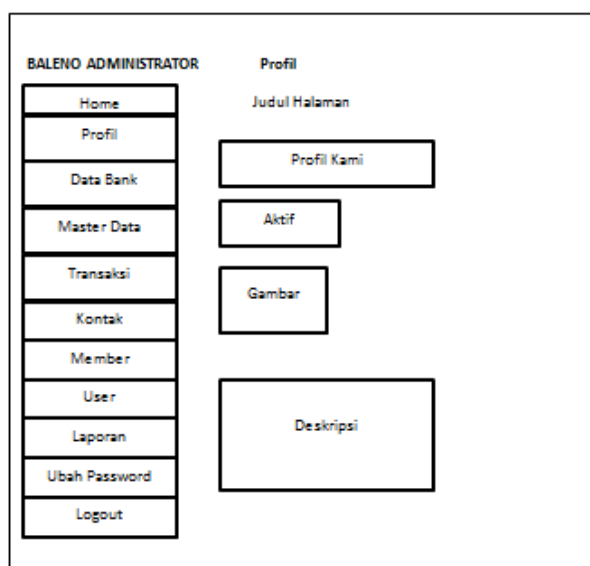 BALENO ADMINISTRATOR
Home
Profil
Data Bank
Master Data
Transaksi
Kontak
Member
User
Laporan
Ubah Password
Logout
Profil
Judul Halaman
Profil Kami
Aktif
Gambar
Deskripsi